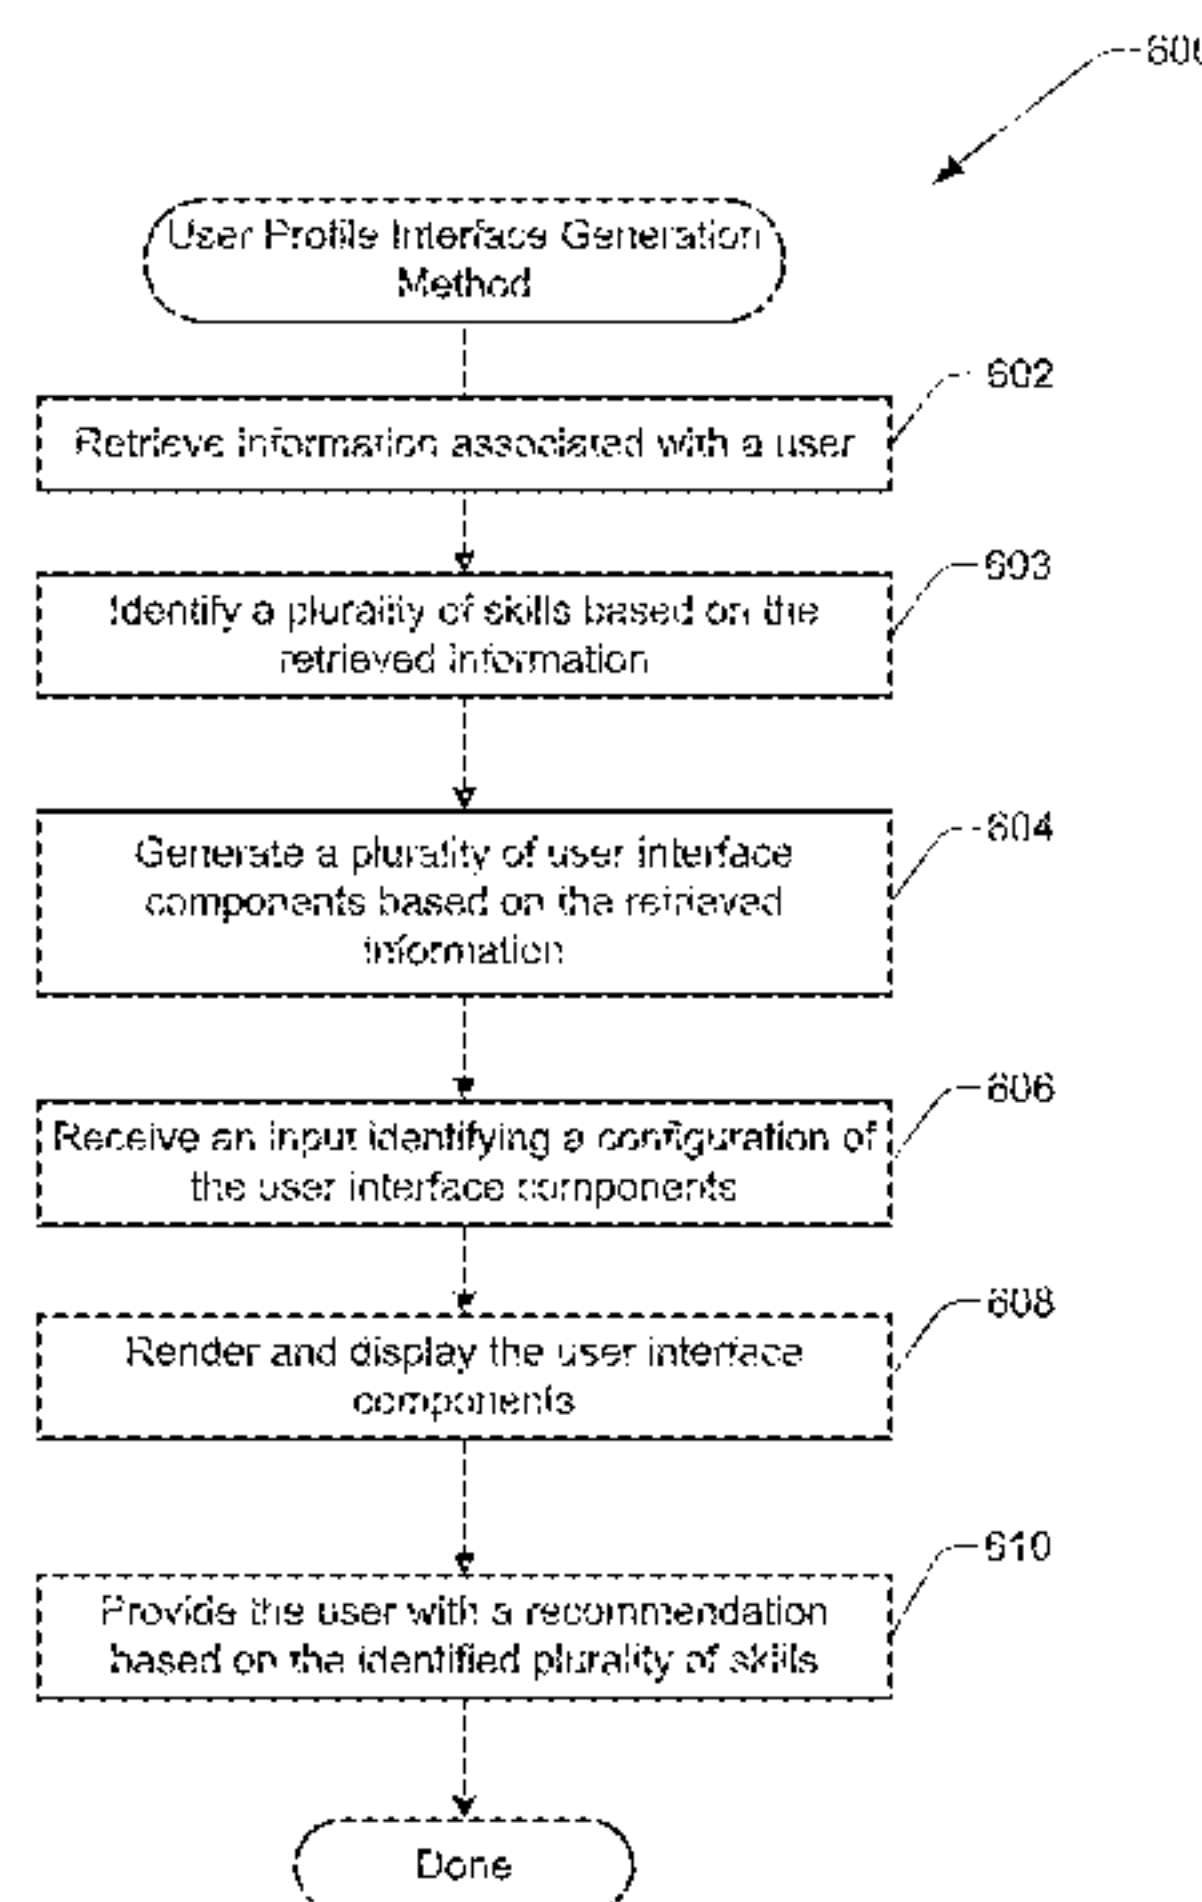 User Profile Interface Generation
Method
602
Retrieve information associated with a user
603
Identify a plurality of skills based on the
retrieved information
604
Generate a plurality of user interface
components based on the retrieved
information
606
Receive an input identifying a configuration of
the user interface components
608
Render and display the user interface
components
610
Provide the user with a recommendation
based on the identified plurality of skills
Done